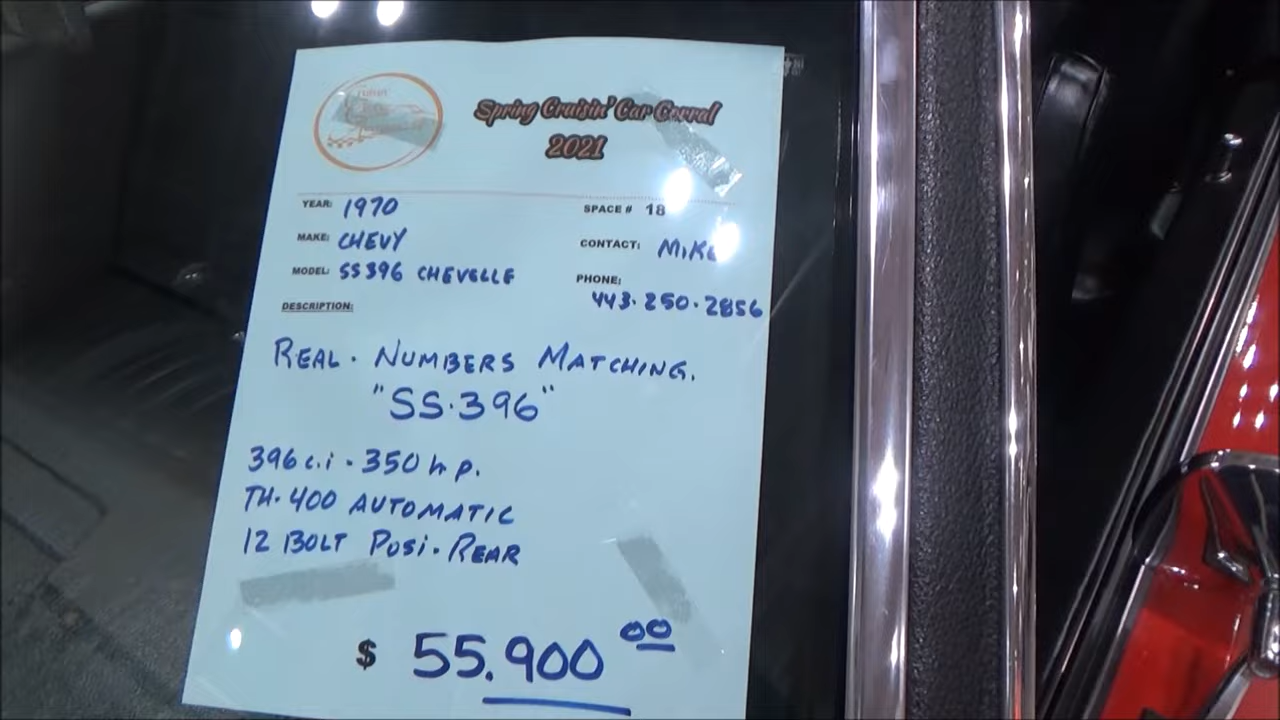 Spring Cruisin' Car Corral
2021
YEAR: 1970
SPACE # 18
MAKE: CHEVY
CONTACT: MIKE
MODEL: SS396 CHEVELLE
PHONE:
443·250·2856
DESCRIPTION:
REAL · NUMBERS MATCHING.
"SS·396"
396 c.i - 350 h.p.
TH·400 AUTOMATIC
12 BOLT POSI·REAR
$ 55.900 00